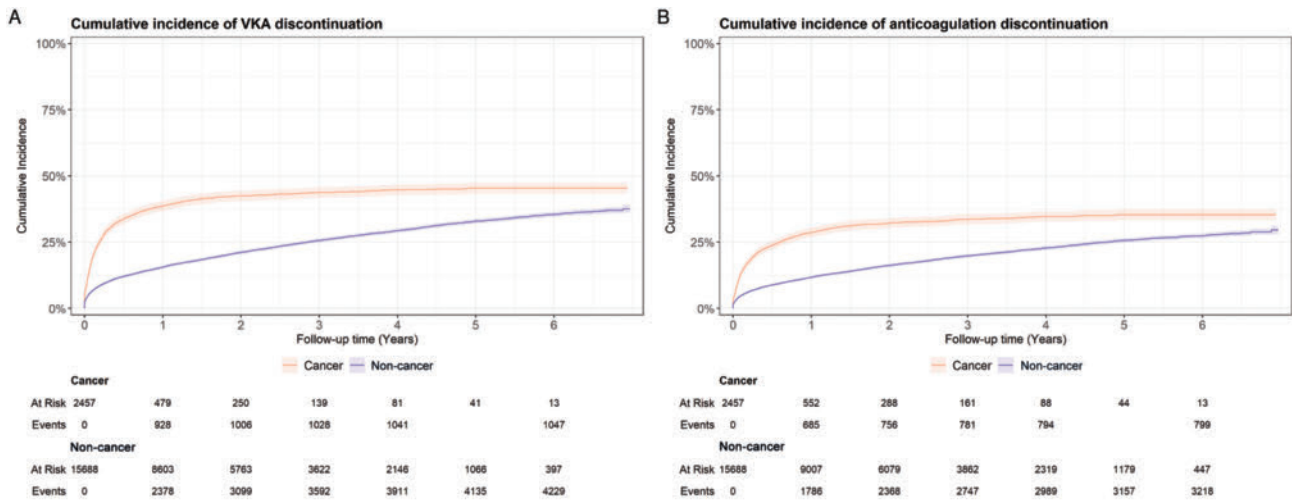 A
Cumulative incidence of VKA discontinuation
100%
75%
50%
25%
0%
Cumulative Incidence
0 1 2 3 4 5 6
Follow-up time (Years)
Cancer Non-cancer
Cancer
At Risk 2457 479 250 139 81 41 13
Events 0 928 1006 1028 1041 1047
Non-cancer
At Risk 15688 8603 5763 3622 2146 1066 397
Events 0 2378 3099 3592 3911 4135 4229
B
Cumulative incidence of anticoagulation discontinuation
100%
75%
50%
25%
0%
Cumulative Incidence
0 1 2 3 4 5 6
Follow-up time (Years)
Cancer Non-cancer
Cancer
At Risk 2457 552 288 161 88 44 13
Events 0 685 756 781 794 799
Non-cancer
At Risk 15688 9007 6079 3862 2319 1179 447
Events 0 1786 2368 2747 2989 3157 3218